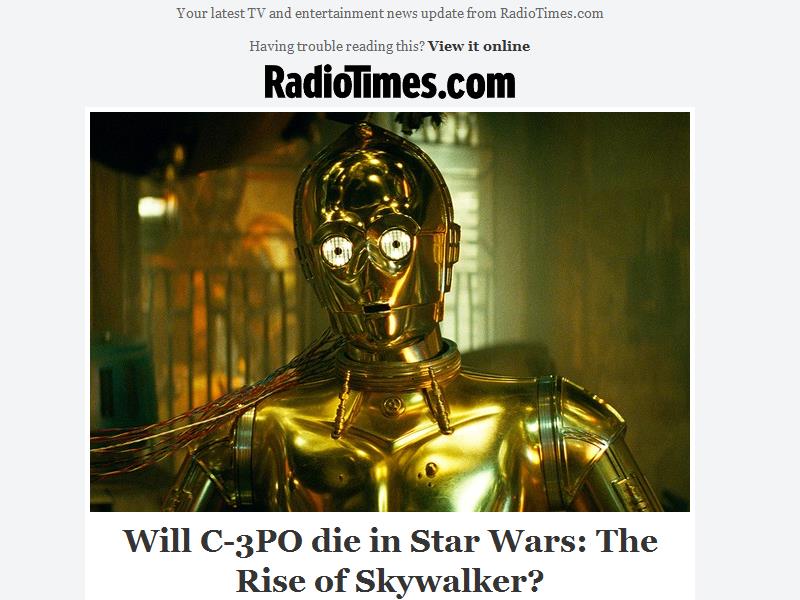 Your latest TV and entertainment news update from RadioTimes.com
Having trouble reading this? View it online
RadioTimes.com
Will C-3PO die in Star Wars: The
Rise of Skywalker?